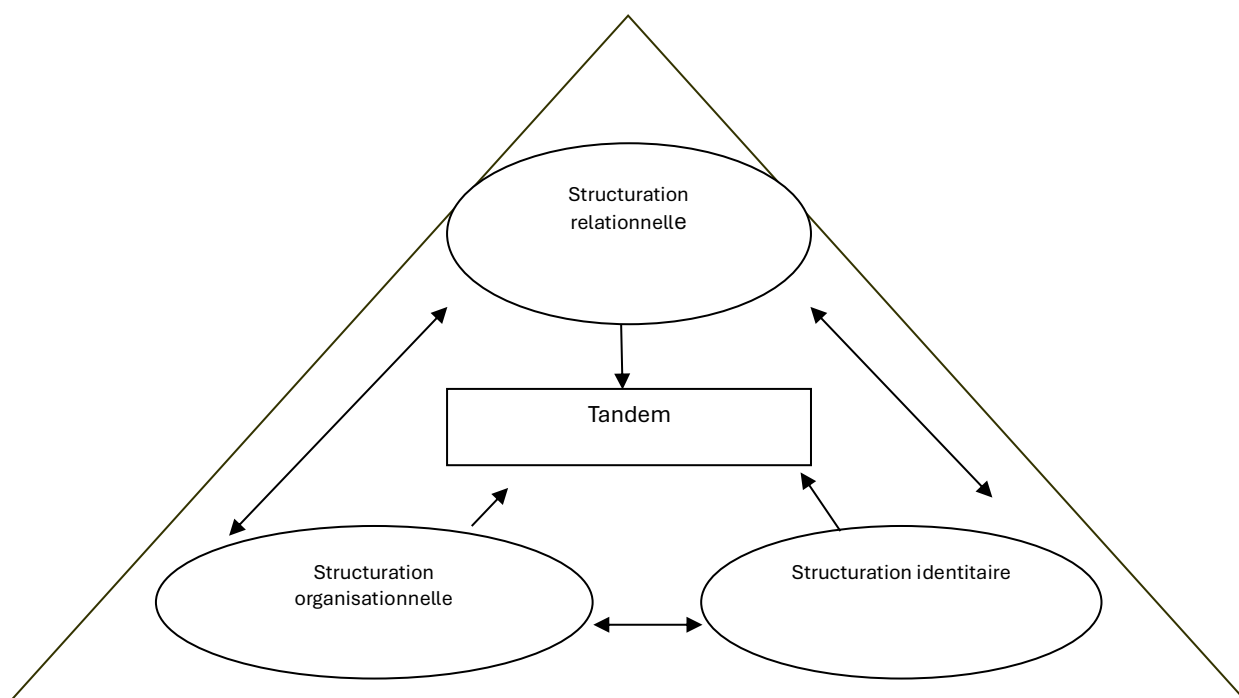 Structuration
relationnelle
Tandem
Structuration
organisationnelle
Structuration identitaire